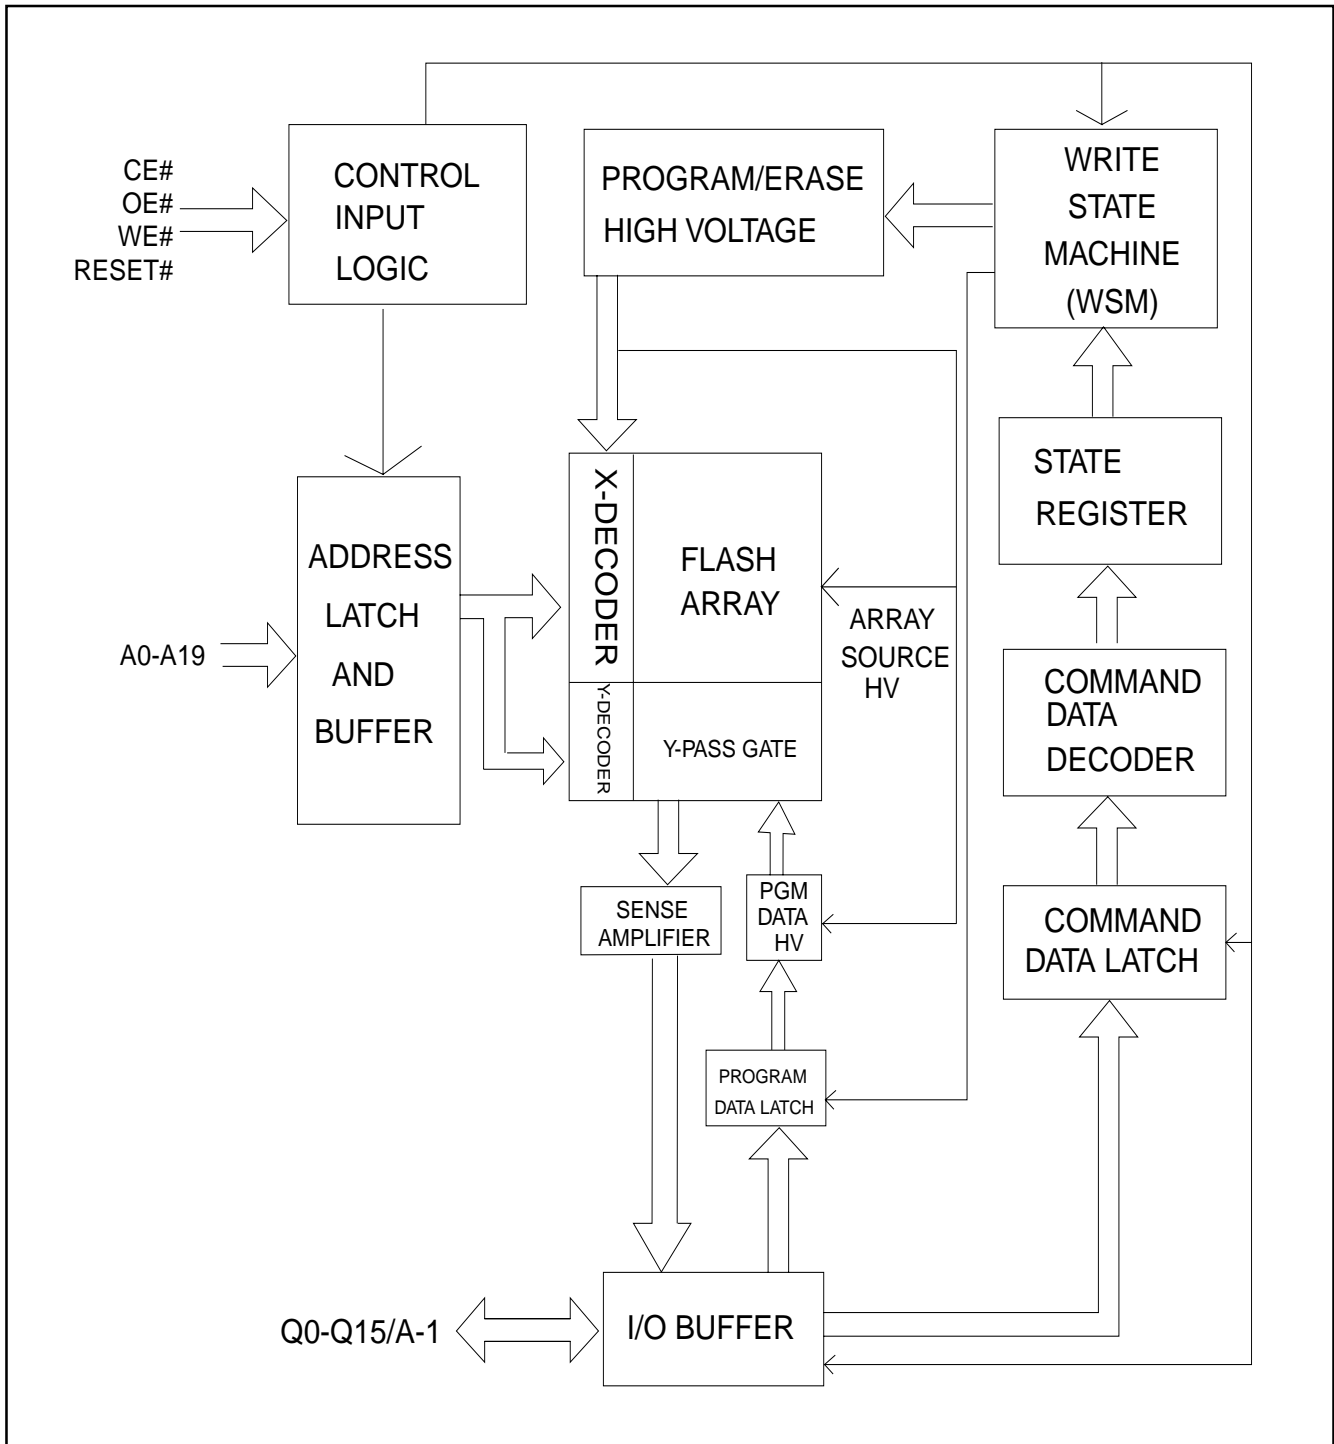 CE#
OE#
WE#
RESET#
CONTROL
INPUT
LOGIC
PROGRAM/ERASE
HIGH VOLTAGE
WRITE
STATE
MACHINE
(WSM)
STATE
REGISTER
ADDRESS
LATCH
AND
BUFFER
A0-A19
X-DECODER
FLASH
ARRAY
ARRAY
SOURCE
HV
Y-DECODER
Y-PASS GATE
COMMAND
DATA
DECODER
SENSE
AMPLIFIER
PGM
DATA
HV
COMMAND
DATA LATCH
PROGRAM
DATA LATCH
Q0-Q15/A-1
I/O BUFFER